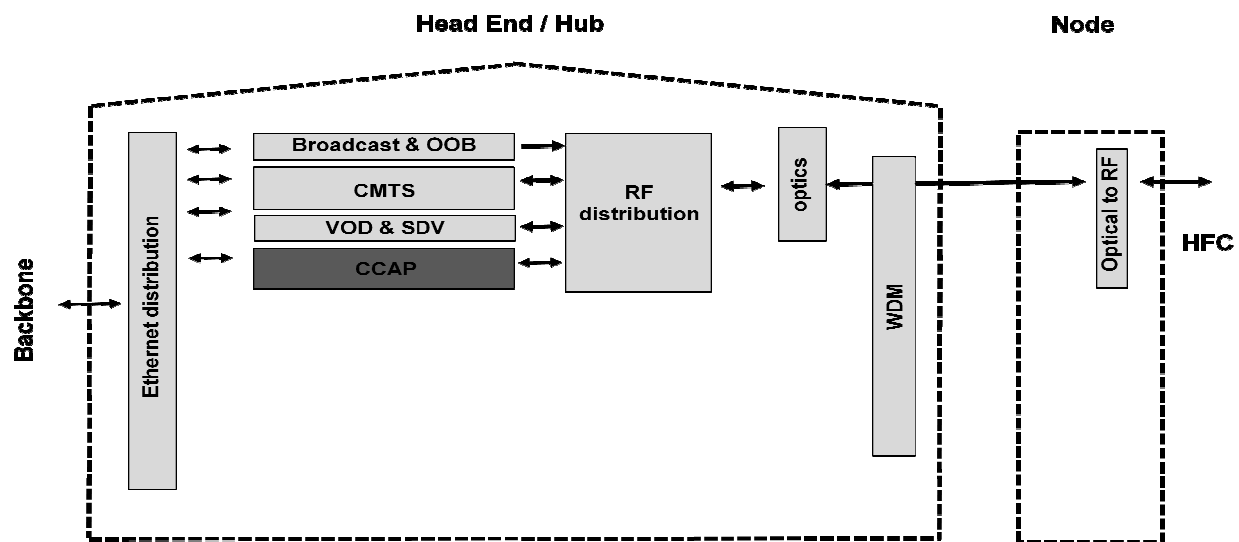 Head End / Hub
Node
Backbone
Ethernet distribution
Broadcast & OOB
CMTS
VOD & SDV
CCAP
RF
distribution
optics
WDM
Optical to RF
HFC